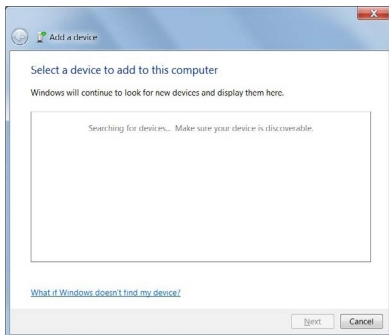 X
Add a device
Select a device to add to this computer
Windows will continue to look for new devices and display them here.
Searching for devices... Make sure your device is discoverable.
What if Windows doesn't find my device?
Next Cancel